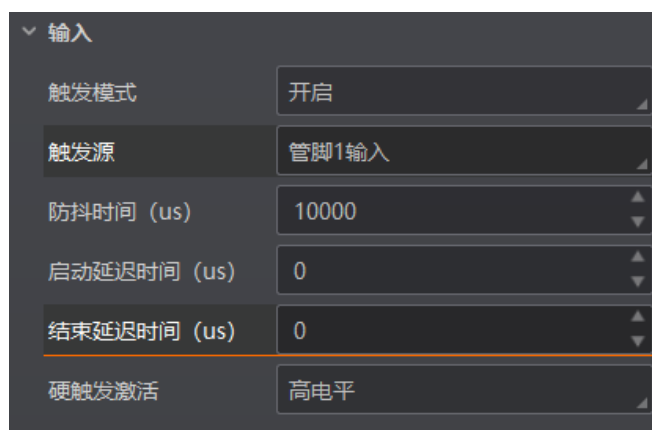 输入
触发模式 开启
触发源 管脚1输入
防抖时间（us） 10000
启动延迟时间（us） 0
结束延迟时间（us） 0
硬触发激活 高电平